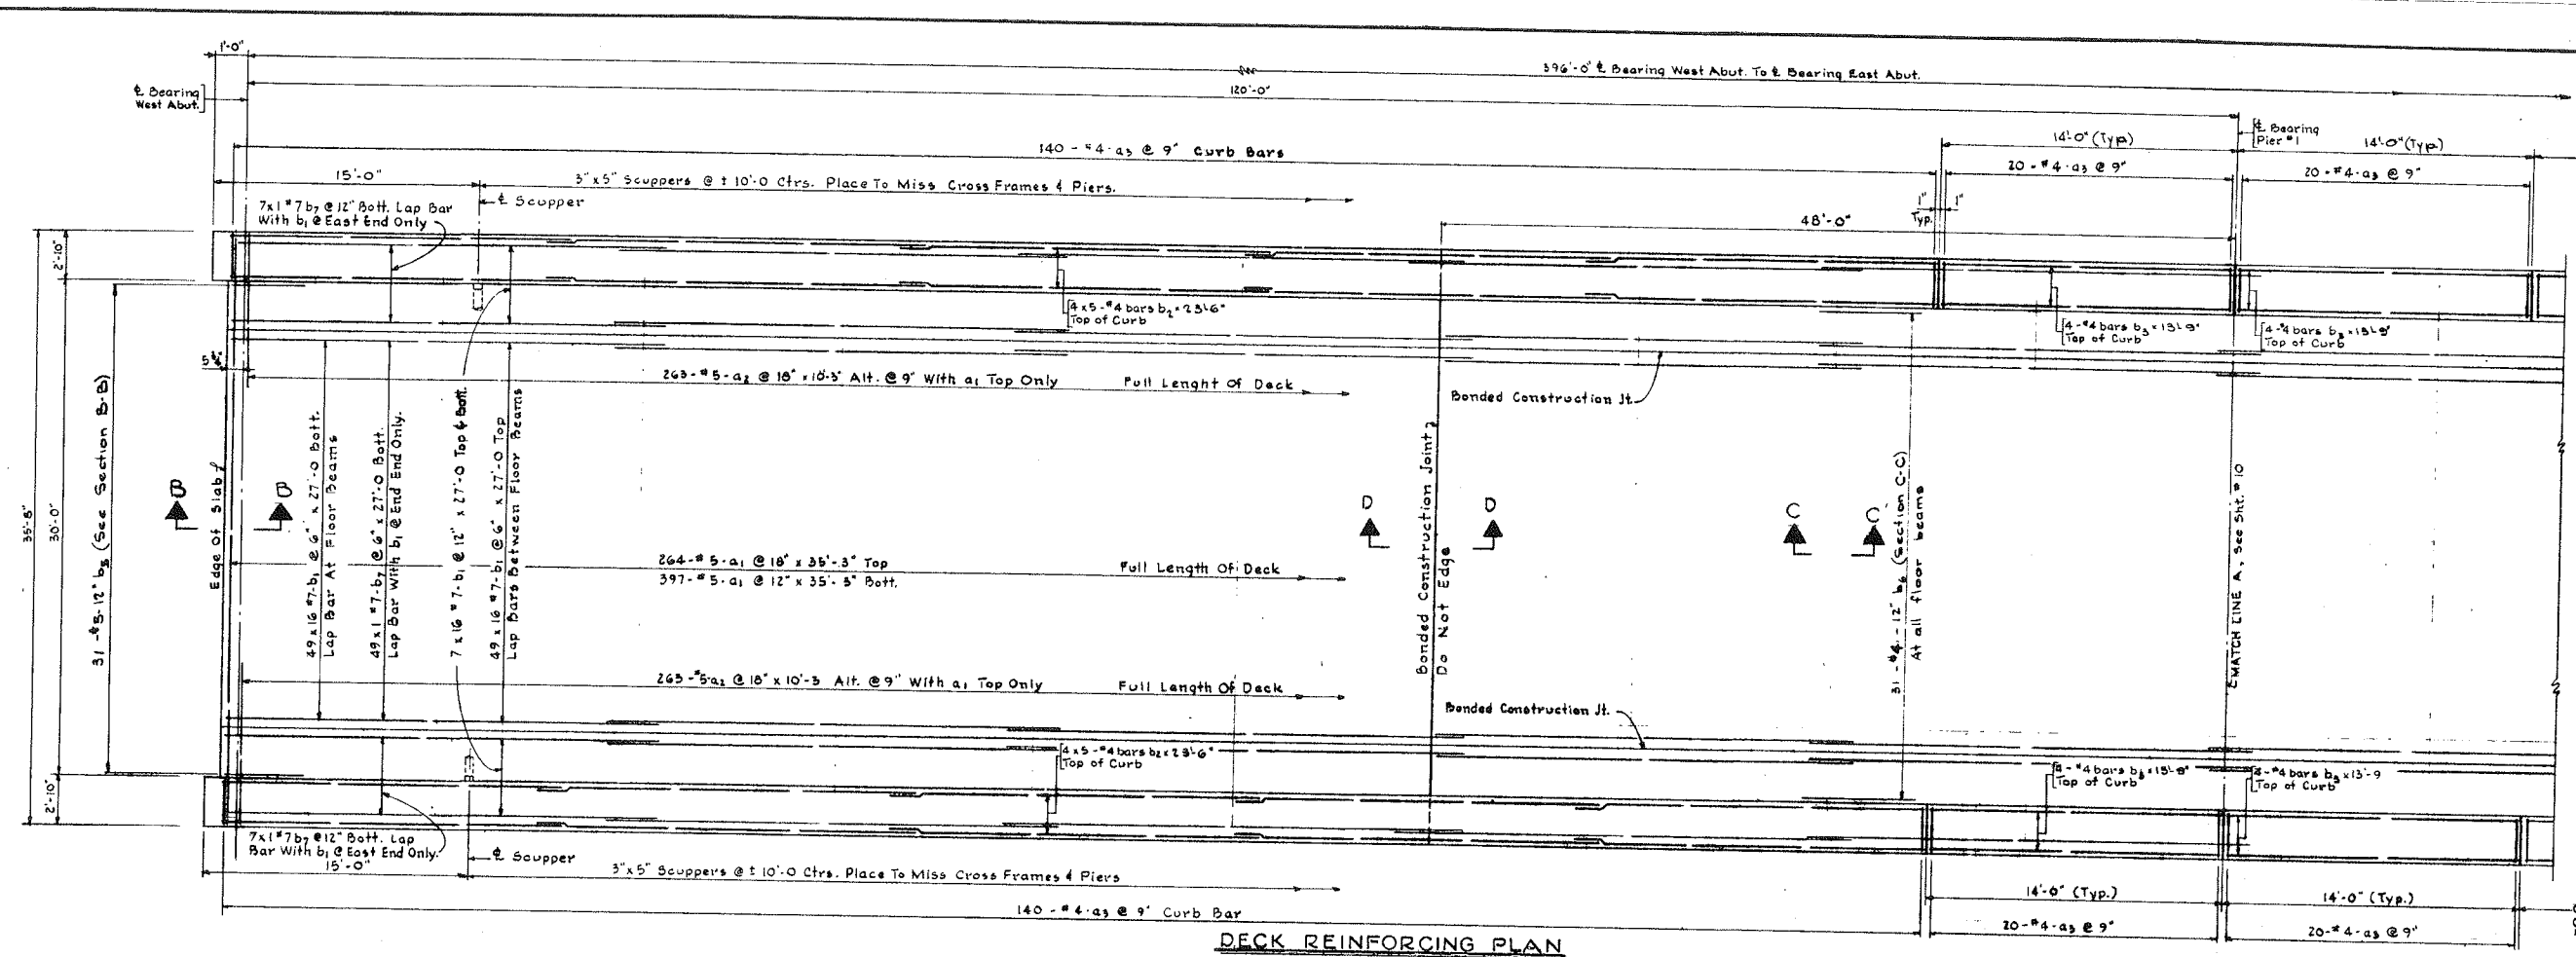 1'-0"
396'-0" ℄ Bearing West Abut. To ℄ Bearing East Abut.
℄ Bearing
West Abut.
120'-0"
℄ Bearing
Pier #1
14'-0" (Typ.)
14'-0" (Typ.)
140 - #4-a3 @ 9" Curb Bars
20 - #4-a3 @ 9"
20 - #4-a3 @ 9"
15'-0"
3"x5" Scuppers @ ± 10'-0 Ctrs. Place To Miss Cross Frames & Piers.
℄ Scupper
7x1 #7 b7 @ 12" Bott. Lap Bar
With b1 @ East End Only
1"
Typ.
1"
48'-0"
2'-10"
4 x 5 - #4 bars b2 x 23'-6"
Top of Curb
4 - #4 bars b3 x 13'-9"
Top of Curb
4 - #4 bars b3 x 13'-9"
Top of Curb
263 - #5 - a2 @ 18" x 10'-3" Alt. @ 9" With a1 Top Only
Full Lenght Of Deck
Bonded Construction Jt.
35'-8"
30'-0"
31 - #5-12" b5 (See Section B-B)
B
Edge Of Slab
B
49 x 16 #7-b1 @ 6" x 27'-0 Bott.
Lap Bar At Floor Beams
49 x 1 #7-b7 @ 6" x 27'-0 Bott.
Lap Bar With b1 @ End End Only.
7 x 16 #7-b1 @ 12" x 27'-0 Top & Bott.
49 x 16 #7-b1 @ 6" x 27'-0 Top
Lap Bars Between Floor Beams
264 - #5-a1 @ 18" x 35'-3" Top
397 - #5-a1 @ 12" x 35'-3" Bott.
Full Length Of Deck
D
Bonded Construction Joint
Do Not Edge
D
C
C
31 - #4 - 12" b6 (Section C-C)
At all floor beams
MATCH LINE A, See Sht. #10
263 - #5-a2 @ 18" x 10'-3 Alt. @ 9" With a1 Top Only
Full Length Of Deck
Bonded Construction Jt.
2'-10"
4 x 5 - #4 bars b2 x 23'-6"
Top of Curb
4 - #4 bars b3 x 13'-9"
Top of Curb
4 - #4 bars b3 x 13'-9
Top of Curb
7x1 #7 b7 @ 12" Bott. Lap
Bar With b1 @ East End Only.
15'-0"
℄ Scupper
3"x5" Scuppers @ ± 10'-0 Ctrs. Place To Miss Cross Frames & Piers
14'-0" (Typ.)
14'-0" (Typ.)
140 - #4-a3 @ 9" Curb Bar
20 - #4-a3 @ 9"
20 - #4-a3 @ 9"
DECK REINFORCING PLAN